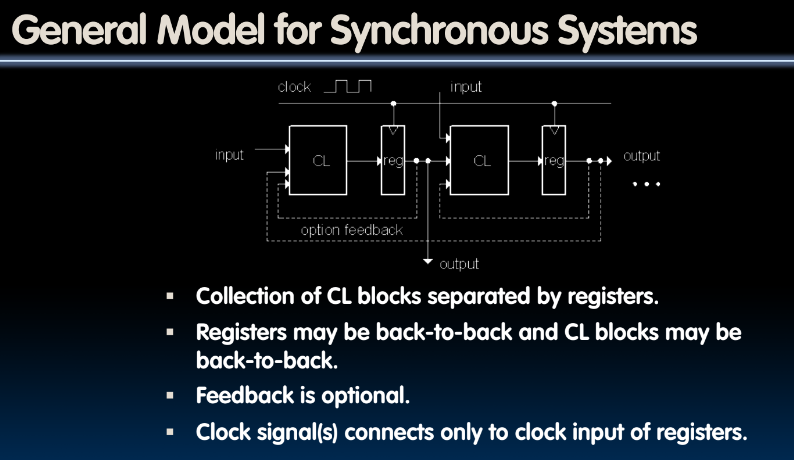 General Model for Synchronous Systems
clock
input
input
CL
reg
CL
reg
output
• • •
option feedback
output
▪ Collection of CL blocks separated by registers.
▪ Registers may be back-to-back and CL blocks may be
back-to-back.
▪ Feedback is optional.
▪ Clock signal(s) connects only to clock input of registers.